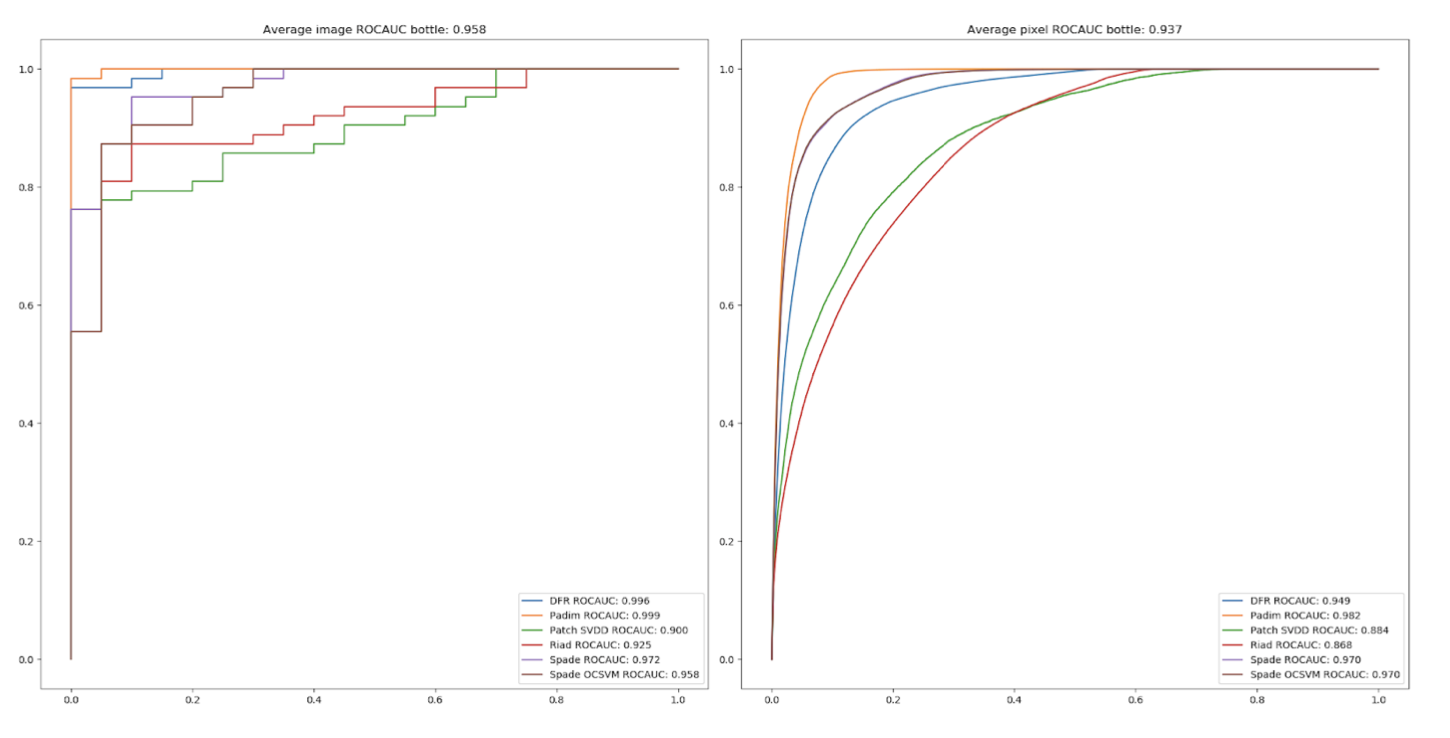 Average image ROCAUC bottle: 0.958
1.0
0.8
0.6
0.4
0.2
0.0
0.0 0.2 0.4 0.6 0.8 1.0
DFR ROCAUC: 0.996
Padim ROCAUC: 0.999
Patch SVDD ROCAUC: 0.900
Riad ROCAUC: 0.925
Spade ROCAUC: 0.972
Spade OCSVM ROCAUC: 0.958
Average pixel ROCAUC bottle: 0.937
1.0
0.8
0.6
0.4
0.2
0.0
0.0 0.2 0.4 0.6 0.8 1.0
DFR ROCAUC: 0.949
Padim ROCAUC: 0.982
Patch SVDD ROCAUC: 0.884
Riad ROCAUC: 0.868
Spade ROCAUC: 0.970
Spade OCSVM ROCAUC: 0.970